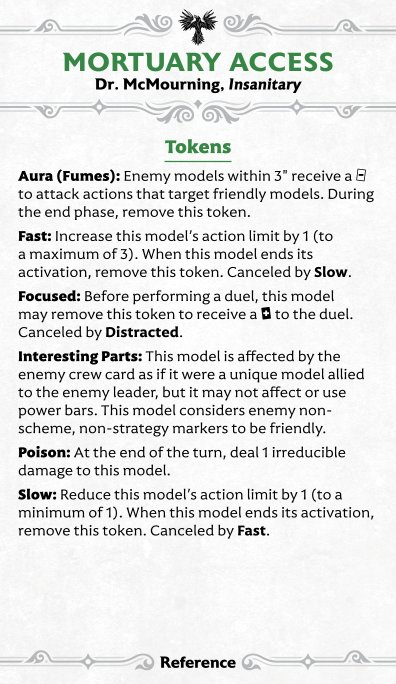 MORTUARY ACCESS
Dr. McMourning, Insanitary
Tokens
Aura (Fumes): Enemy models within 3" receive a
to attack actions that target friendly models. During
the end phase, remove this token.
Fast: Increase this model's action limit by 1 (to
a maximum of 3). When this model ends its
activation, remove this token. Canceled by Slow.
Focused: Before performing a duel, this model
may remove this token to receive a + to the duel.
Canceled by Distracted.
Interesting Parts: This model is affected by the
enemy crew card as if it were a unique model allied
to the enemy leader, but it may not affect or use
power bars. This model considers enemy non-
scheme, non-strategy markers to be friendly.
Poison: At the end of the turn, deal 1 irreducible
damage to this model.
Slow: Reduce this model's action limit by 1 (to a
minimum of 1). When this model ends its activation,
remove this token. Canceled by Fast.
Reference